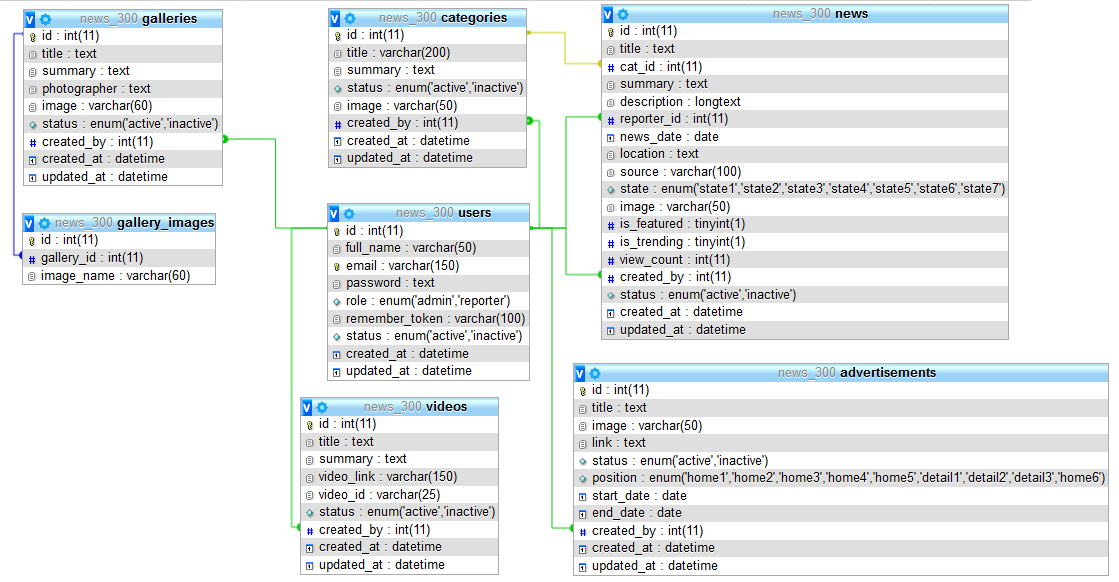 news_300 galleries
id : int(11)
title : text
summary : text
photographer : text
image : varchar(60)
status : enum('active','inactive')
created_by : int(11)
created_at : datetime
updated_at : datetime
news_300 gallery_images
id : int(11)
gallery_id : int(11)
image_name : varchar(60)
news_300 categories
id : int(11)
title : varchar(200)
summary : text
status : enum('active','inactive')
image : varchar(50)
created_by : int(11)
created_at : datetime
updated_at : datetime
news_300 users
id : int(11)
full_name : varchar(50)
email : varchar(150)
password : text
role : enum('admin','reporter')
remember_token : varchar(100)
status : enum('active','inactive')
created_at : datetime
updated_at : datetime
news_300 videos
id : int(11)
title : text
summary : text
video_link : varchar(150)
video_id : varchar(25)
status : enum('active','inactive')
created_by : int(11)
created_at : datetime
updated_at : datetime
news_300 news
id : int(11)
title : text
cat_id : int(11)
summary : text
description : longtext
reporter_id : int(11)
news_date : date
location : text
source : varchar(100)
state : enum('state1','state2','state3','state4','state5','state6','state7')
image : varchar(50)
is_featured : tinyint(1)
is_trending : tinyint(1)
view_count : int(11)
created_by : int(11)
status : enum('active','inactive')
created_at : datetime
updated_at : datetime
news_300 advertisements
id : int(11)
title : text
image : varchar(50)
link : text
status : enum('active','inactive')
position : enum('home1','home2','home3','home4','home5','detail1','detail2','detail3','home6')
start_date : date
end_date : date
created_by : int(11)
created_at : datetime
updated_at : datetime